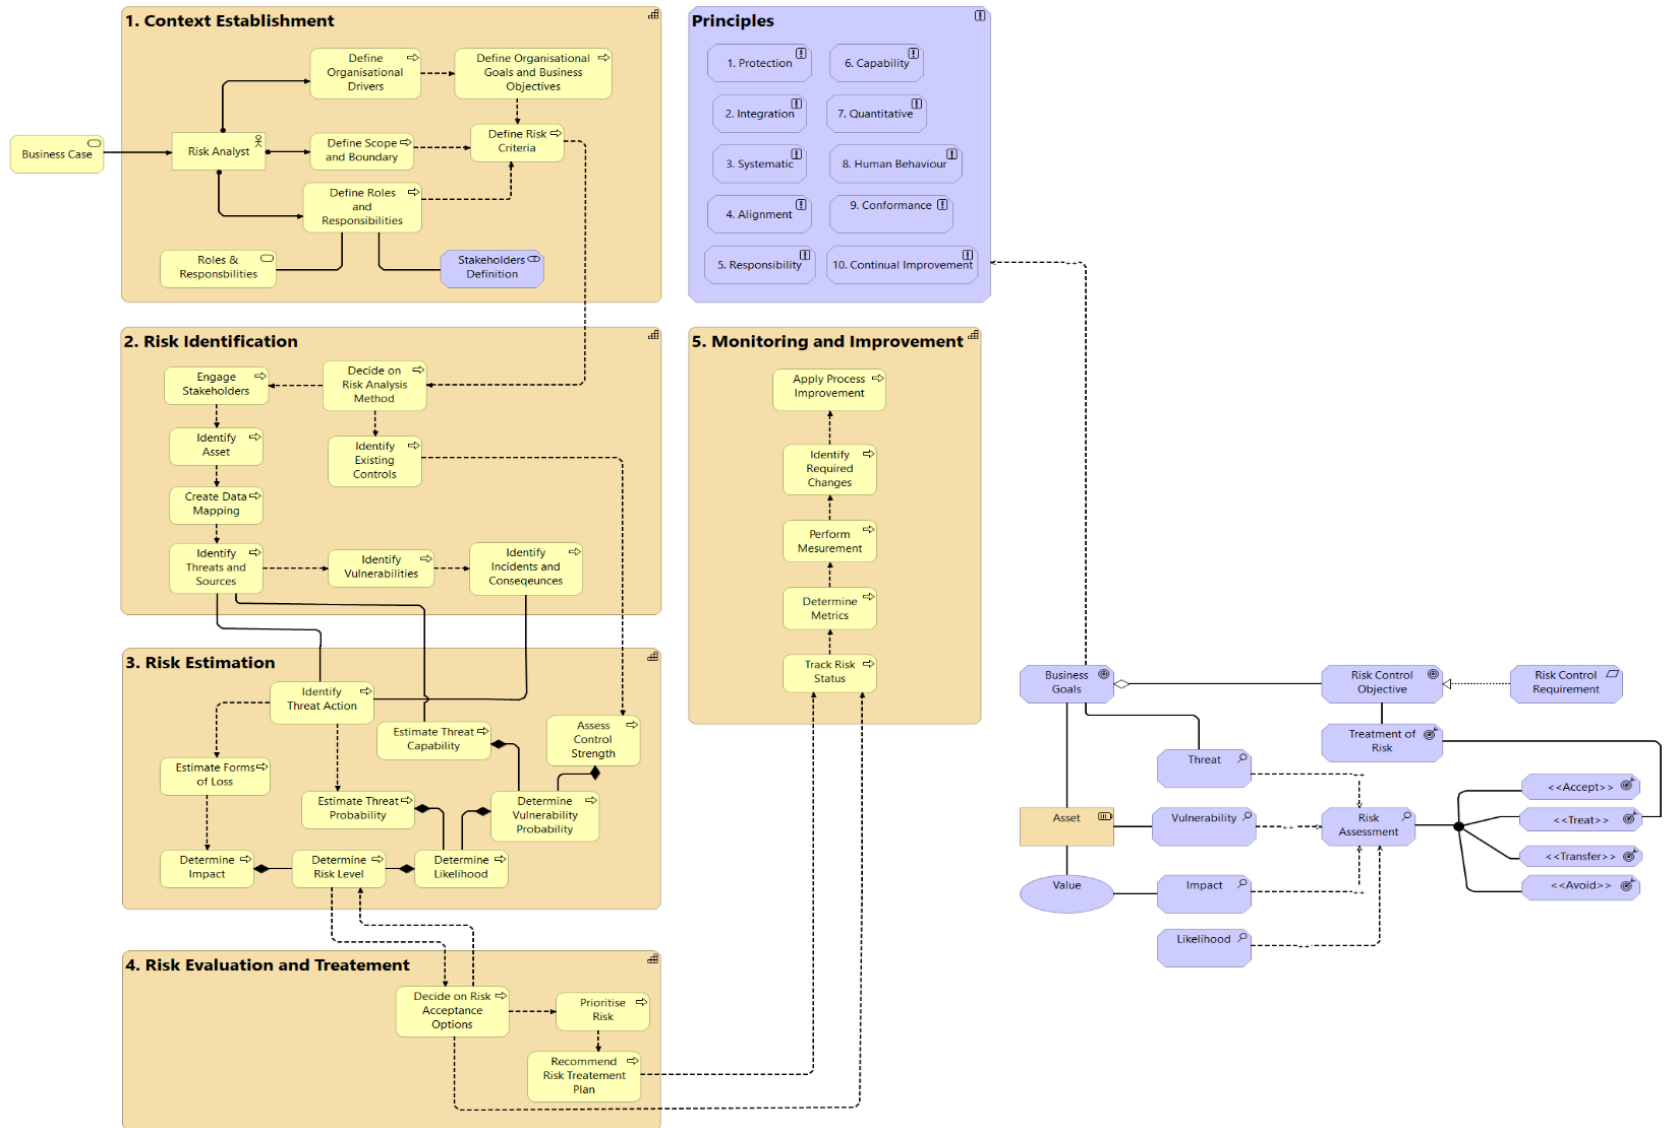 1. Context Establishment
Define
Organisational
Drivers
Define Organisational
Goals and Business
Objectives
Business Case
Risk Analyst
Define Scope
and Boundary
Define Risk
Criteria
Define Roles
and
Responsibilities
Roles &
Responsbilities
Stakeholders
Definition
Principles
1. Protection
6. Capability
2. Integration
7. Quantitative
3. Systematic
8. Human Behaviour
4. Alignment
9. Conformance
5. Responsibility
10. Continual Improvement
2. Risk Identification
Engage
Stakeholders
Decide on
Risk Analysis
Method
Identify
Asset
Identify
Existing
Controls
Create Data
Mapping
Identify
Threats and
Sources
Identify
Vulnerabilities
Identify
Incidents and
Conseqeunces
3. Risk Estimation
Identify
Threat Action
Estimate Threat
Capability
Assess
Control
Strength
Estimate Forms
of Loss
Estimate Threat
Probability
Determine
Vulnerability
Probability
Determine
Impact
Determine
Risk Level
Determine
Likelihood
4. Risk Evaluation and Treatement
Decide on Risk
Acceptance
Options
Prioritise
Risk
Recommend
Risk Treatement
Plan
5. Monitoring and Improvement
Apply Process
Improvement
Identify
Required
Changes
Perform
Mesurement
Determine
Metrics
Track Risk
Status
Business
Goals
Risk Control
Objective
Risk Control
Requirement
Treatment of
Risk
Threat
Asset
Vulnerability
Risk
Assessment
Value
Impact
Likelihood
<<Accept>>
<<Treat>>
<<Transfer>>
<<Avoid>>